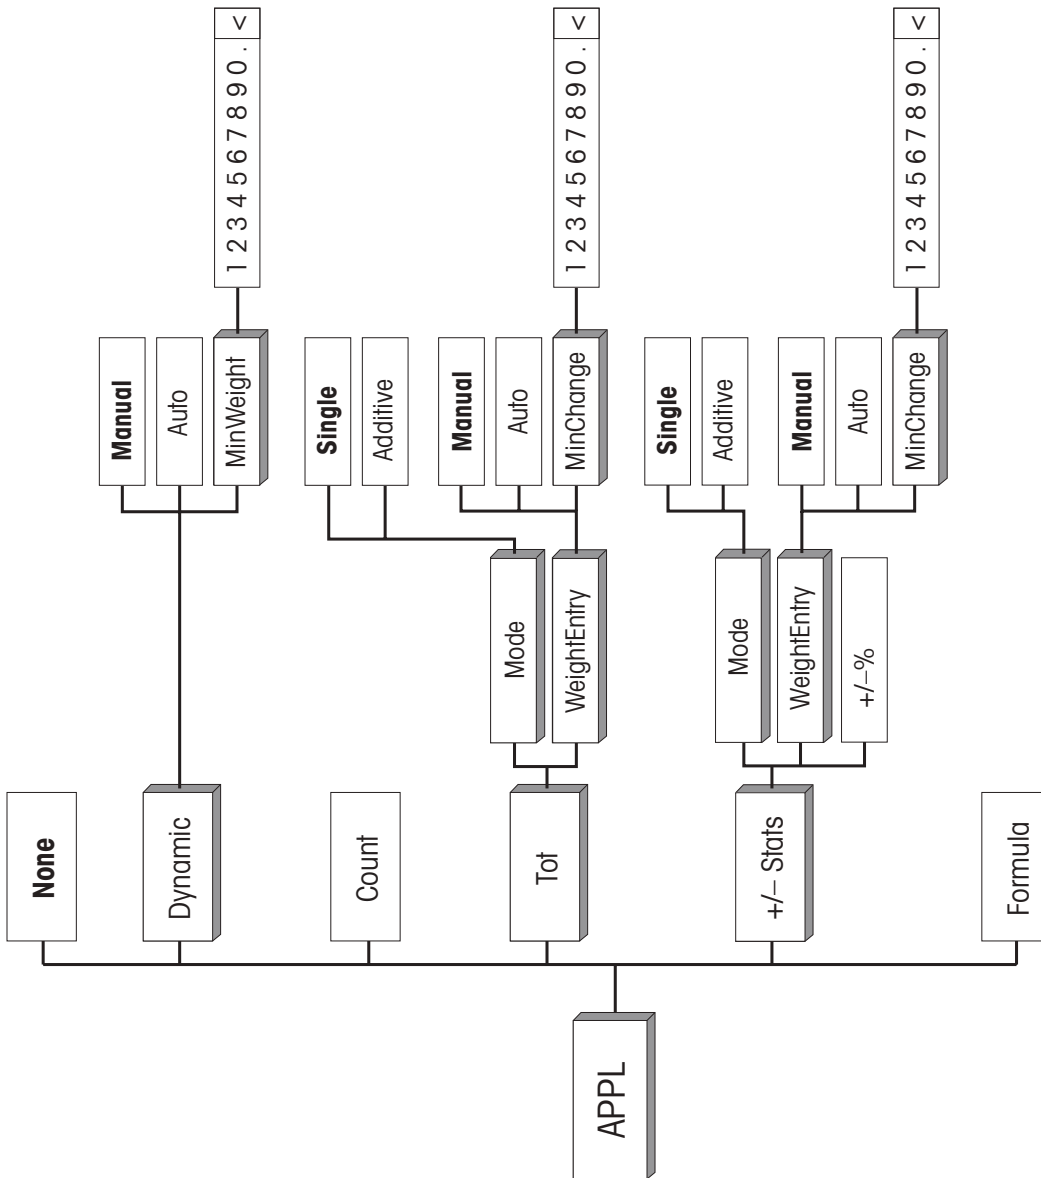 APPL
None
Dynamic
Manual
Auto
MinWeight
1 2 3 4 5 6 7 8 9 0 . <
Count
Tot
Mode
Single
Additive
WeightEntry
Manual
Auto
MinChange
1 2 3 4 5 6 7 8 9 0 . <
+/– Stats
Mode
Single
Additive
WeightEntry
Manual
Auto
MinChange
1 2 3 4 5 6 7 8 9 0 . <
+/–%
Formula